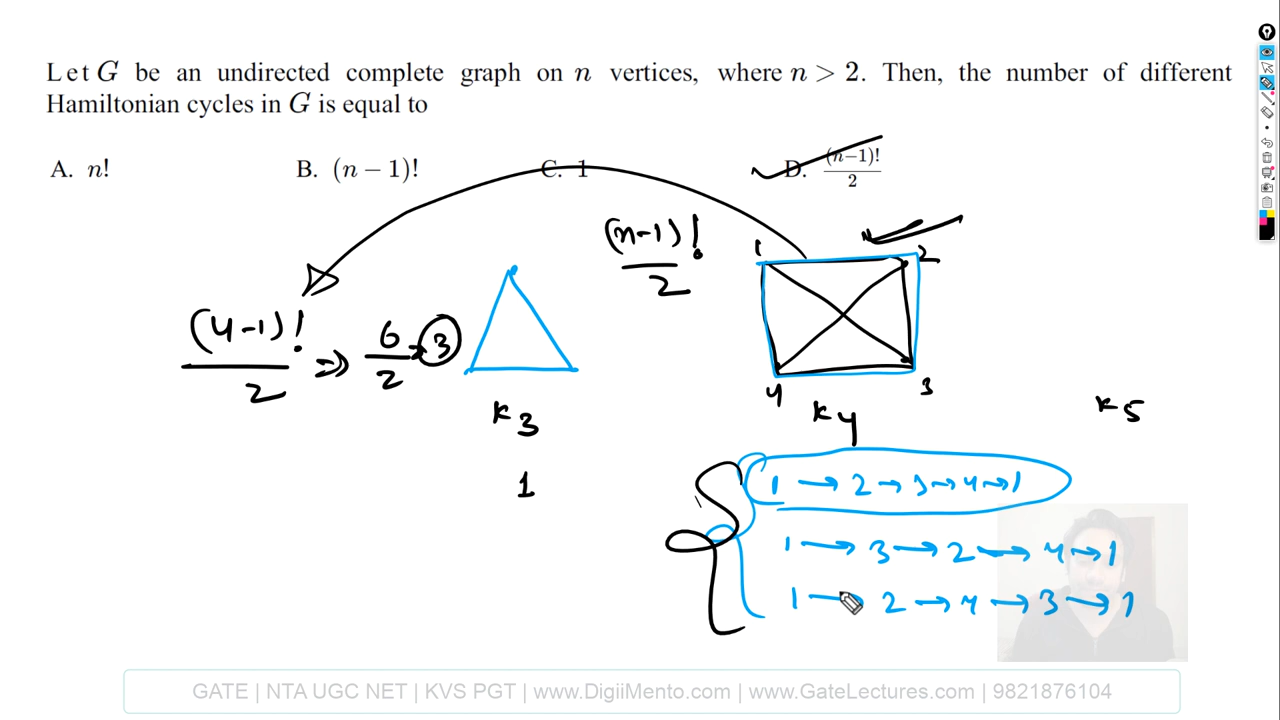 Let G be an undirected complete graph on n vertices, where n > 2. Then, the number of different
Hamiltonian cycles in G is equal to
A. n! B. (n − 1)! C. 1 D. (n−1)!/2
(n-1)!/2
1 2
(4-1)!/2 ⇒ 6/2 = 3
4 3
K3 K4 K5
1
1 → 2 → 3 → 4 → 1
1 → 3 → 2 → 4 → 1
1 → 2 → 4 → 3 → 1
GATE | NTA UGC NET | KVS PGT | www.DigiiMento.com | www.GateLectures.com | 9821876104